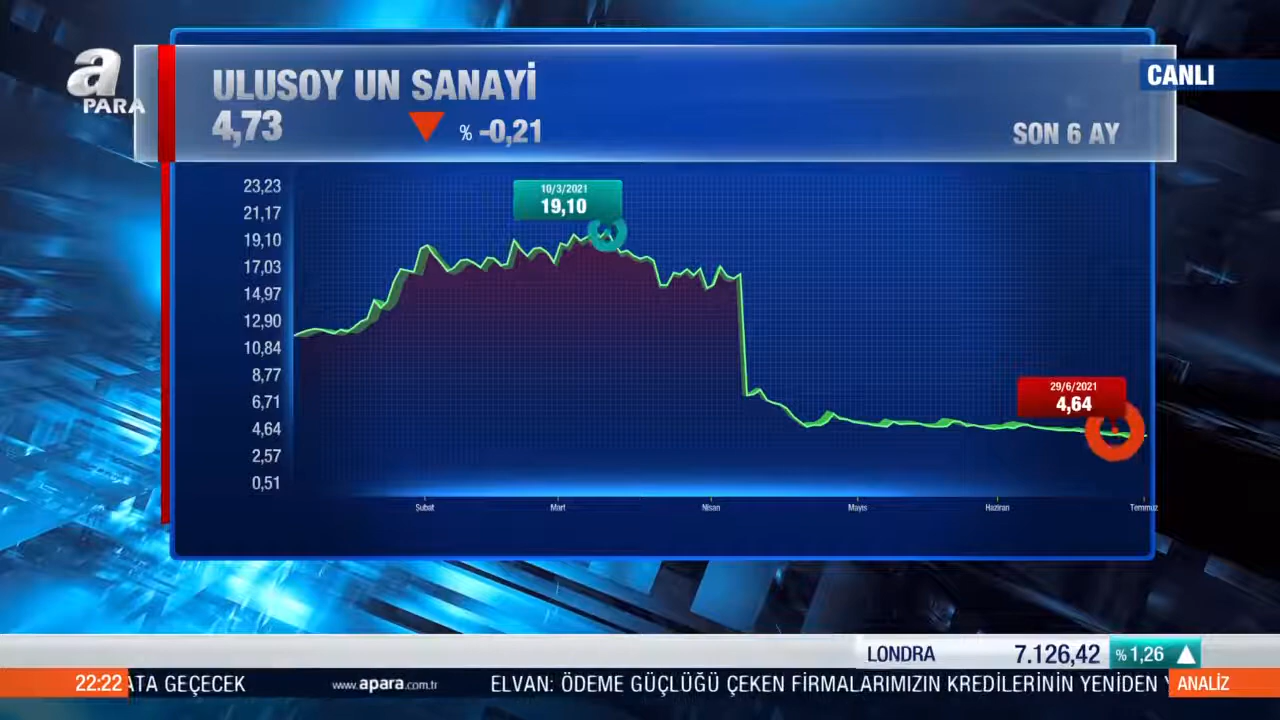 a
PARA
CANLI
ULUSOY UN SANAYİ
4,73
% -0,21
SON 6 AY
23,23
21,17
19,10
17,03
14,97
12,90
10,84
8,77
6,71
4,64
2,57
0,51
10/3/2021
19,10
29/6/2021
4,64
Şubat
Mart
Nisan
Mayıs
Haziran
Temmuz
LONDRA
7.126,42
% 1,26
22:22
ATA GEÇECEK
www.apara.com.tr
ELVAN: ÖDEME GÜÇLÜĞÜ ÇEKEN FİRMALARIMIZIN KREDİLERİNİN YENİDEN
ANALİZ